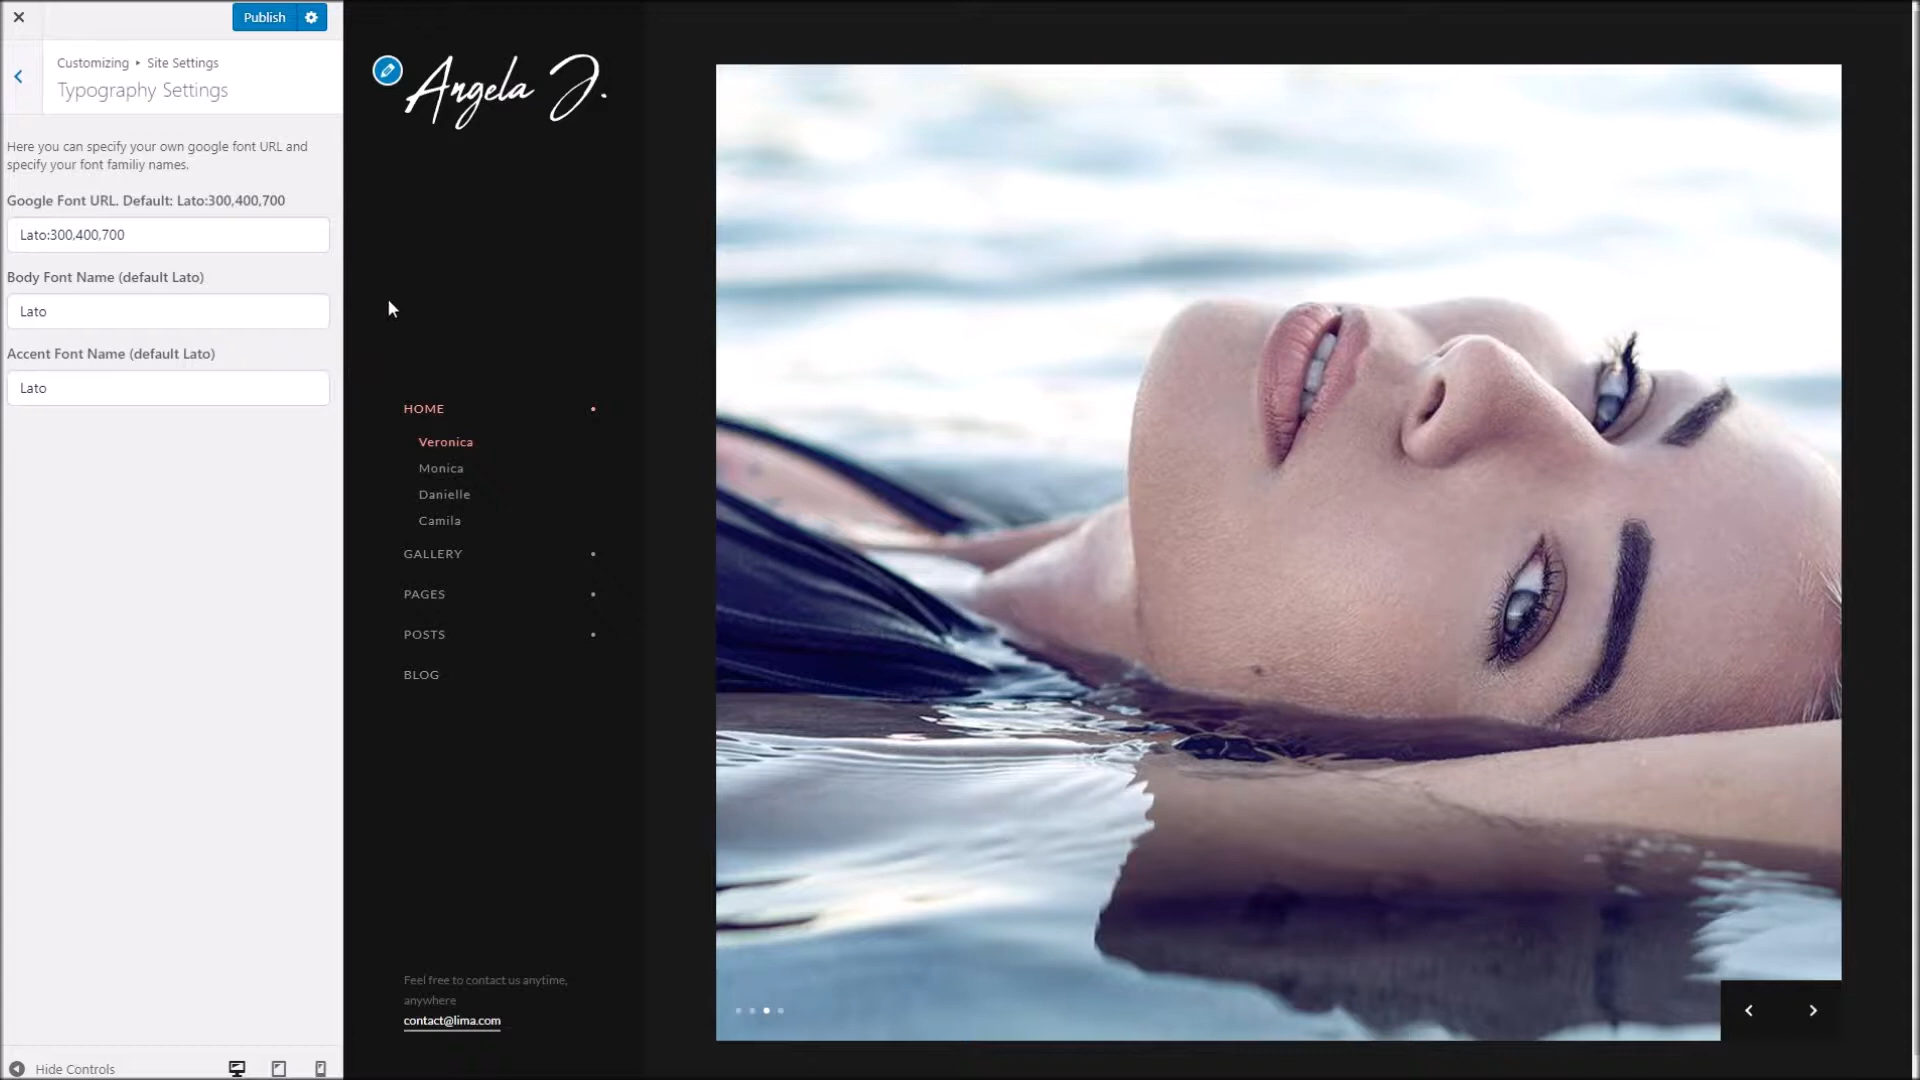 Publish
Customizing ▸ Site Settings
Typography Settings
Here you can specify your own google font URL and
specify your font familiy names.
Google Font URL. Default: Lato:300,400,700
Lato:300,400,700
Body Font Name (default Lato)
Lato
Accent Font Name (default Lato)
Lato
Hide Controls
Angela J.
HOME
Veronica
Monica
Danielle
Camila
GALLERY
PAGES
POSTS
BLOG
Feel free to contact us anytime,
anywhere
contact@lima.com